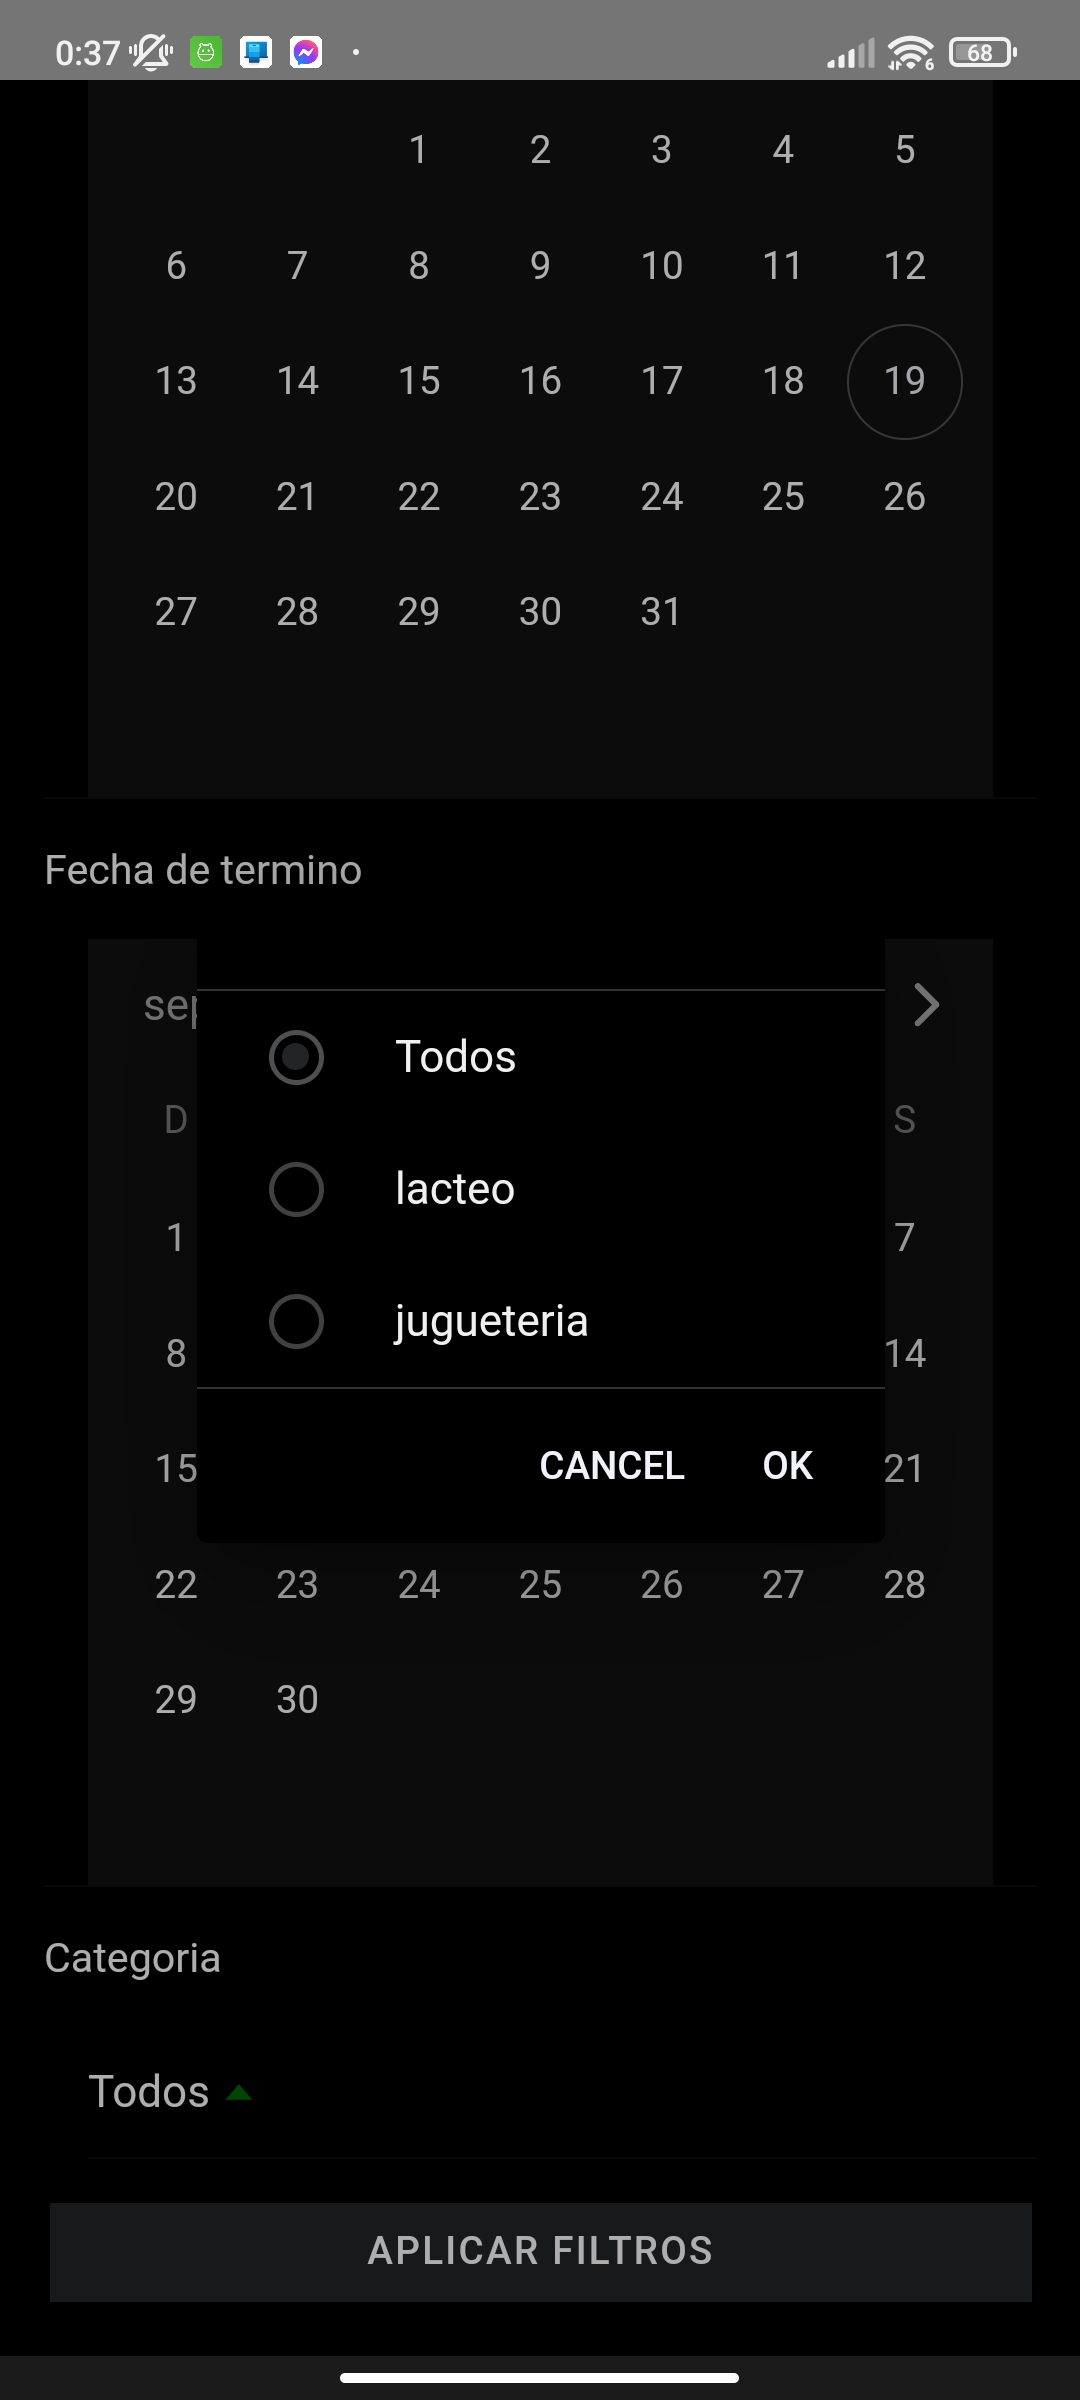 0:37 6 68
1 2 3 4 5
6 7 8 9 10 11 12
13 14 15 16 17 18 19
20 21 22 23 24 25 26
27 28 29 30 31
Fecha de termino
sep
D S
1 7
8 14
15 21
22 23 24 25 26 27 28
29 30
Todos
lacteo
jugueteria
CANCEL OK
Categoria
Todos
APLICAR FILTROS